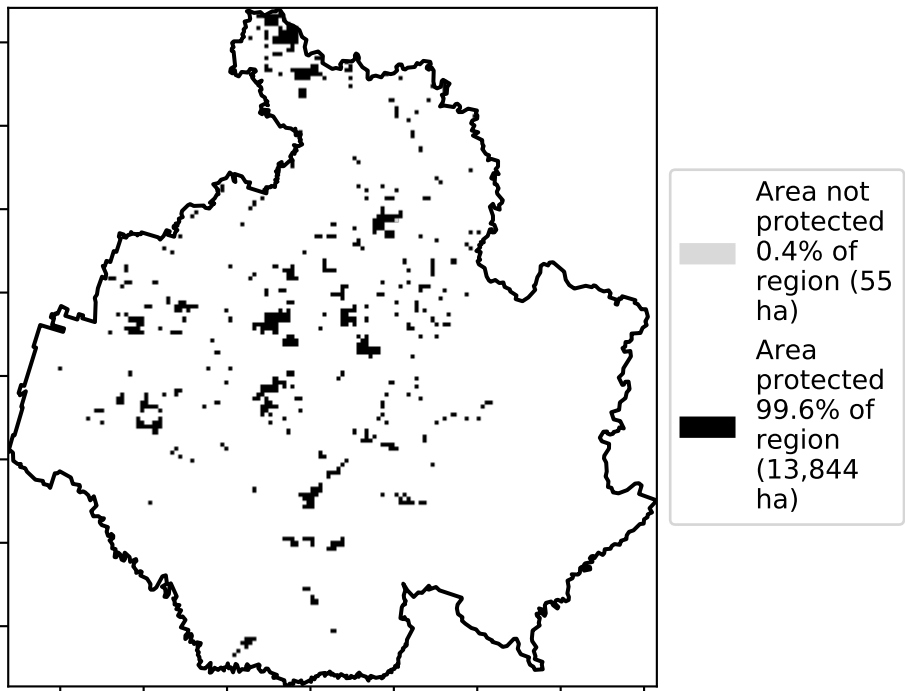 Area not
protected
0.4% of
region (55
ha)
Area
protected
99.6% of
region
(13,844
ha)